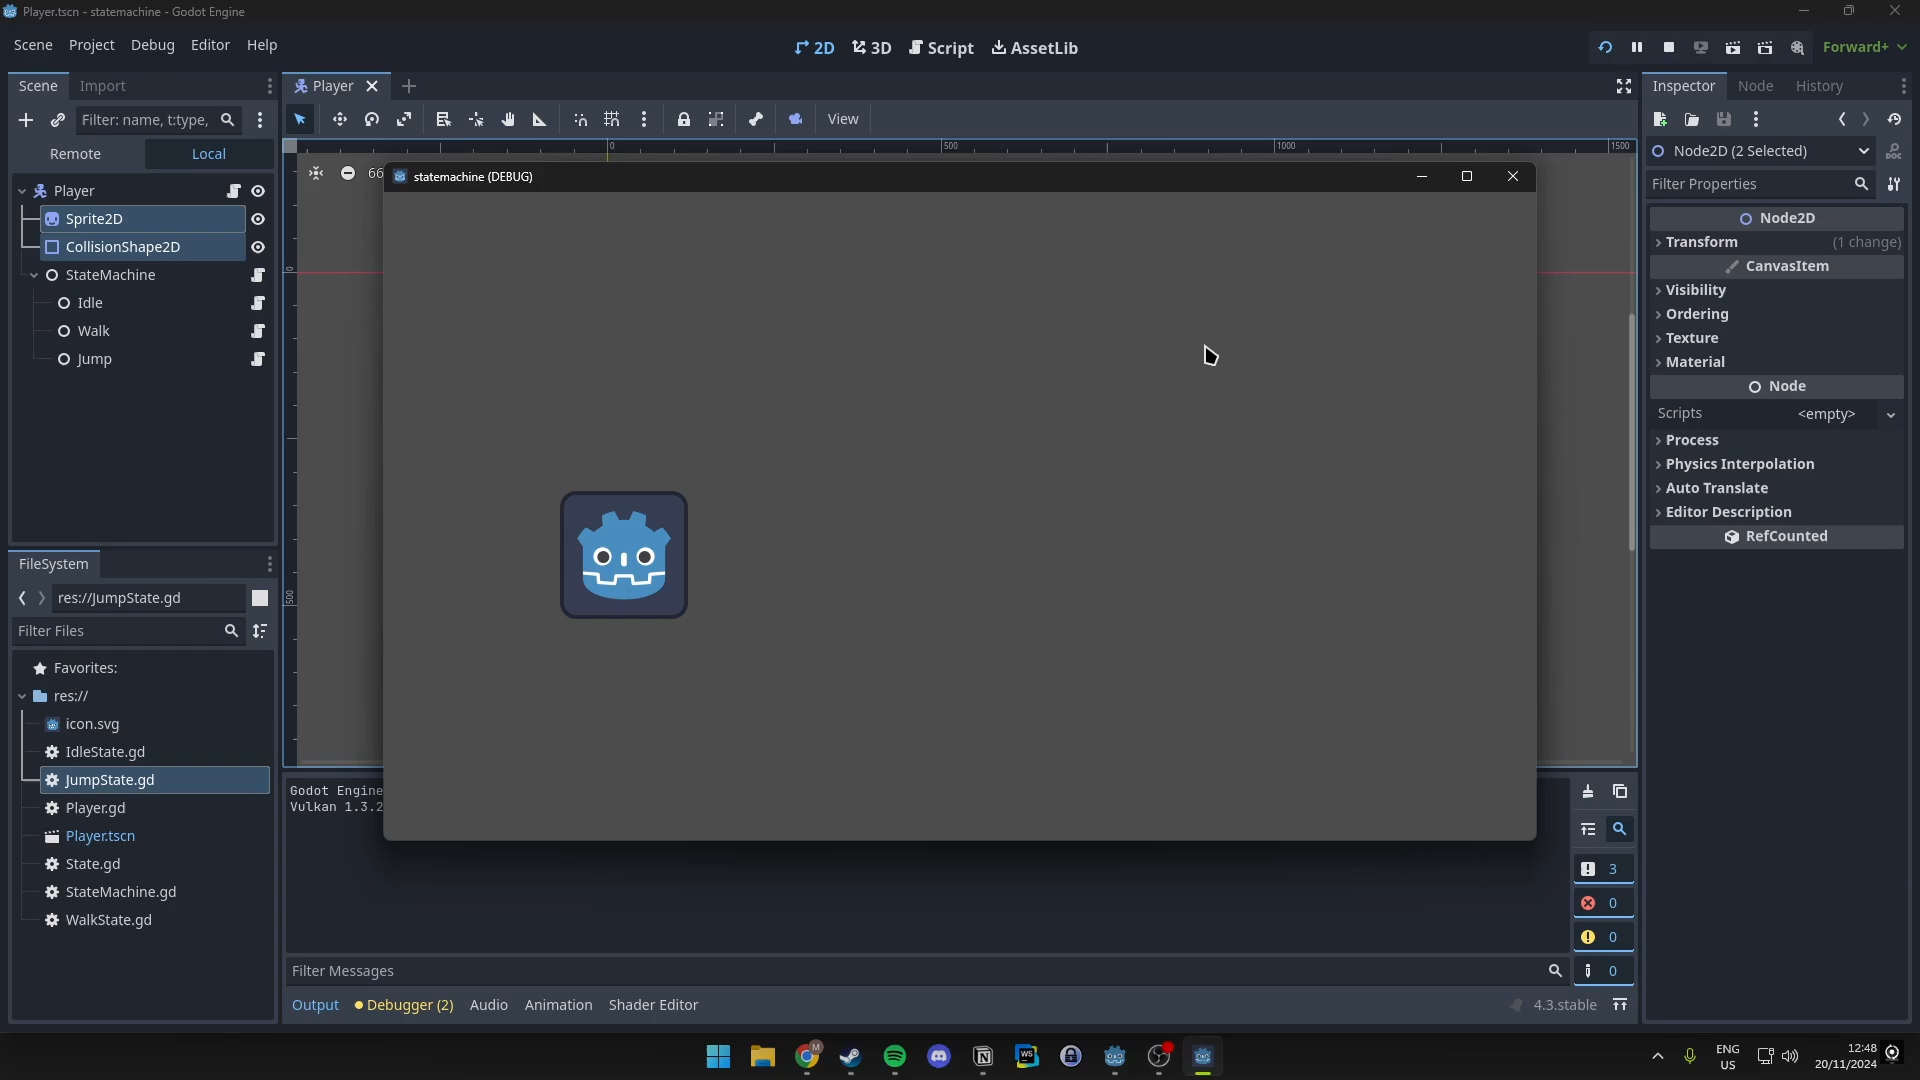 Player.tscn - statemachine - Godot Engine
Scene Project Debug Editor Help
2D 3D Script AssetLib
Forward+
Scene Import
Player
Inspector Node History
Filter: name, t:type,
View
Remote Local
0 500 1000 1500
Node2D (2 Selected)
66
statemachine (DEBUG)
Filter Properties
Player
Sprite2D
CollisionShape2D
StateMachine
Idle
Walk
Jump
0
500
Node2D
Transform (1 change)
CanvasItem
Visibility
Ordering
Texture
Material
Node
Scripts <empty>
Process
Physics Interpolation
Auto Translate
Editor Description
RefCounted
FileSystem
res://JumpState.gd
Filter Files
Favorites:
res://
icon.svg
IdleState.gd
JumpState.gd
Player.gd
Player.tscn
State.gd
StateMachine.gd
WalkState.gd
Godot Engine
Vulkan 1.3.2
3
0
0
0
Filter Messages
Output Debugger (2) Audio Animation Shader Editor
4.3.stable
M
WS
ENG
US
12:48
20/11/2024